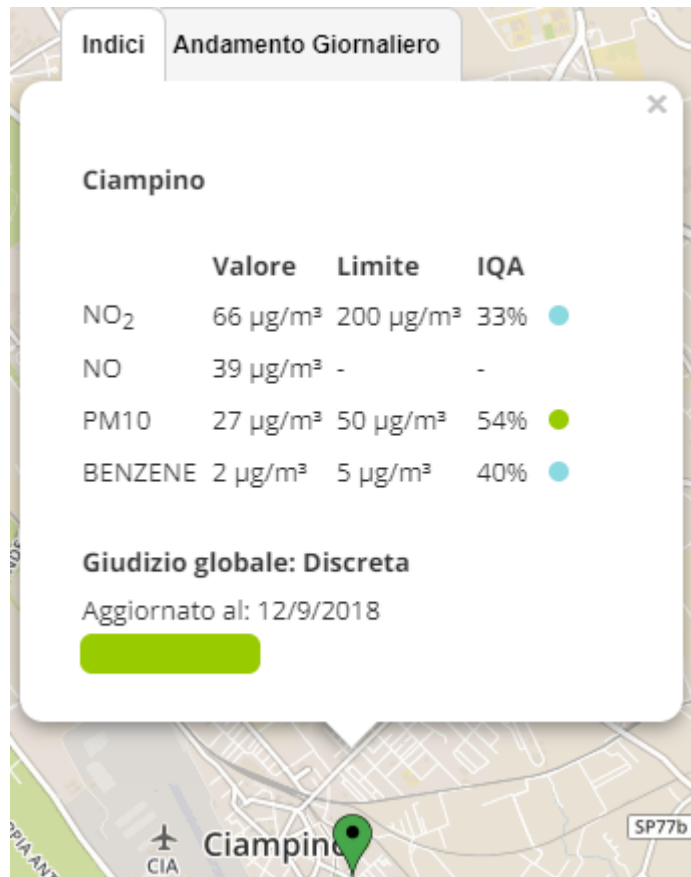 Indici Andamento Giornaliero
×
Ciampino
Valore Limite IQA
NO₂ 66 µg/m³ 200 µg/m³ 33%
NO 39 µg/m³ - -
PM10 27 µg/m³ 50 µg/m³ 54%
BENZENE 2 µg/m³ 5 µg/m³ 40%
Giudizio globale: Discreta
Aggiornato al: 12/9/2018
SP77b
Ciampino
CIA